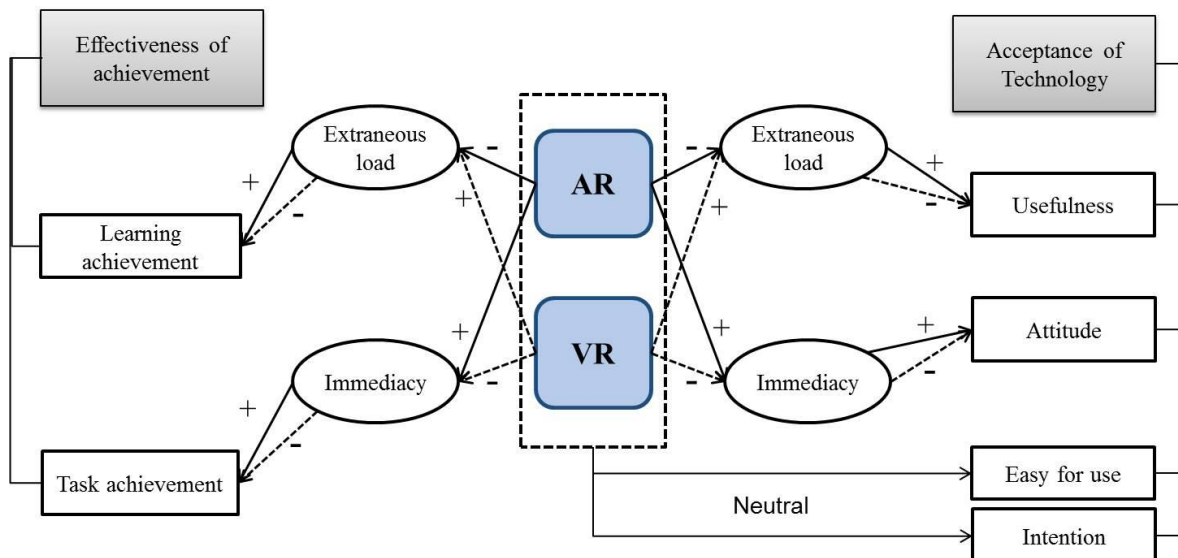 Effectiveness of
achievement
Acceptance of
Technology
Extraneous
load
-
+
+
-
AR
-
+
Extraneous
load
+
-
Usefulness
Learning
achievement
+
-
VR
+
-
Immediacy
+
-
Immediacy
+
-
Attitude
Task achievement
Neutral
Easy for use
Intention